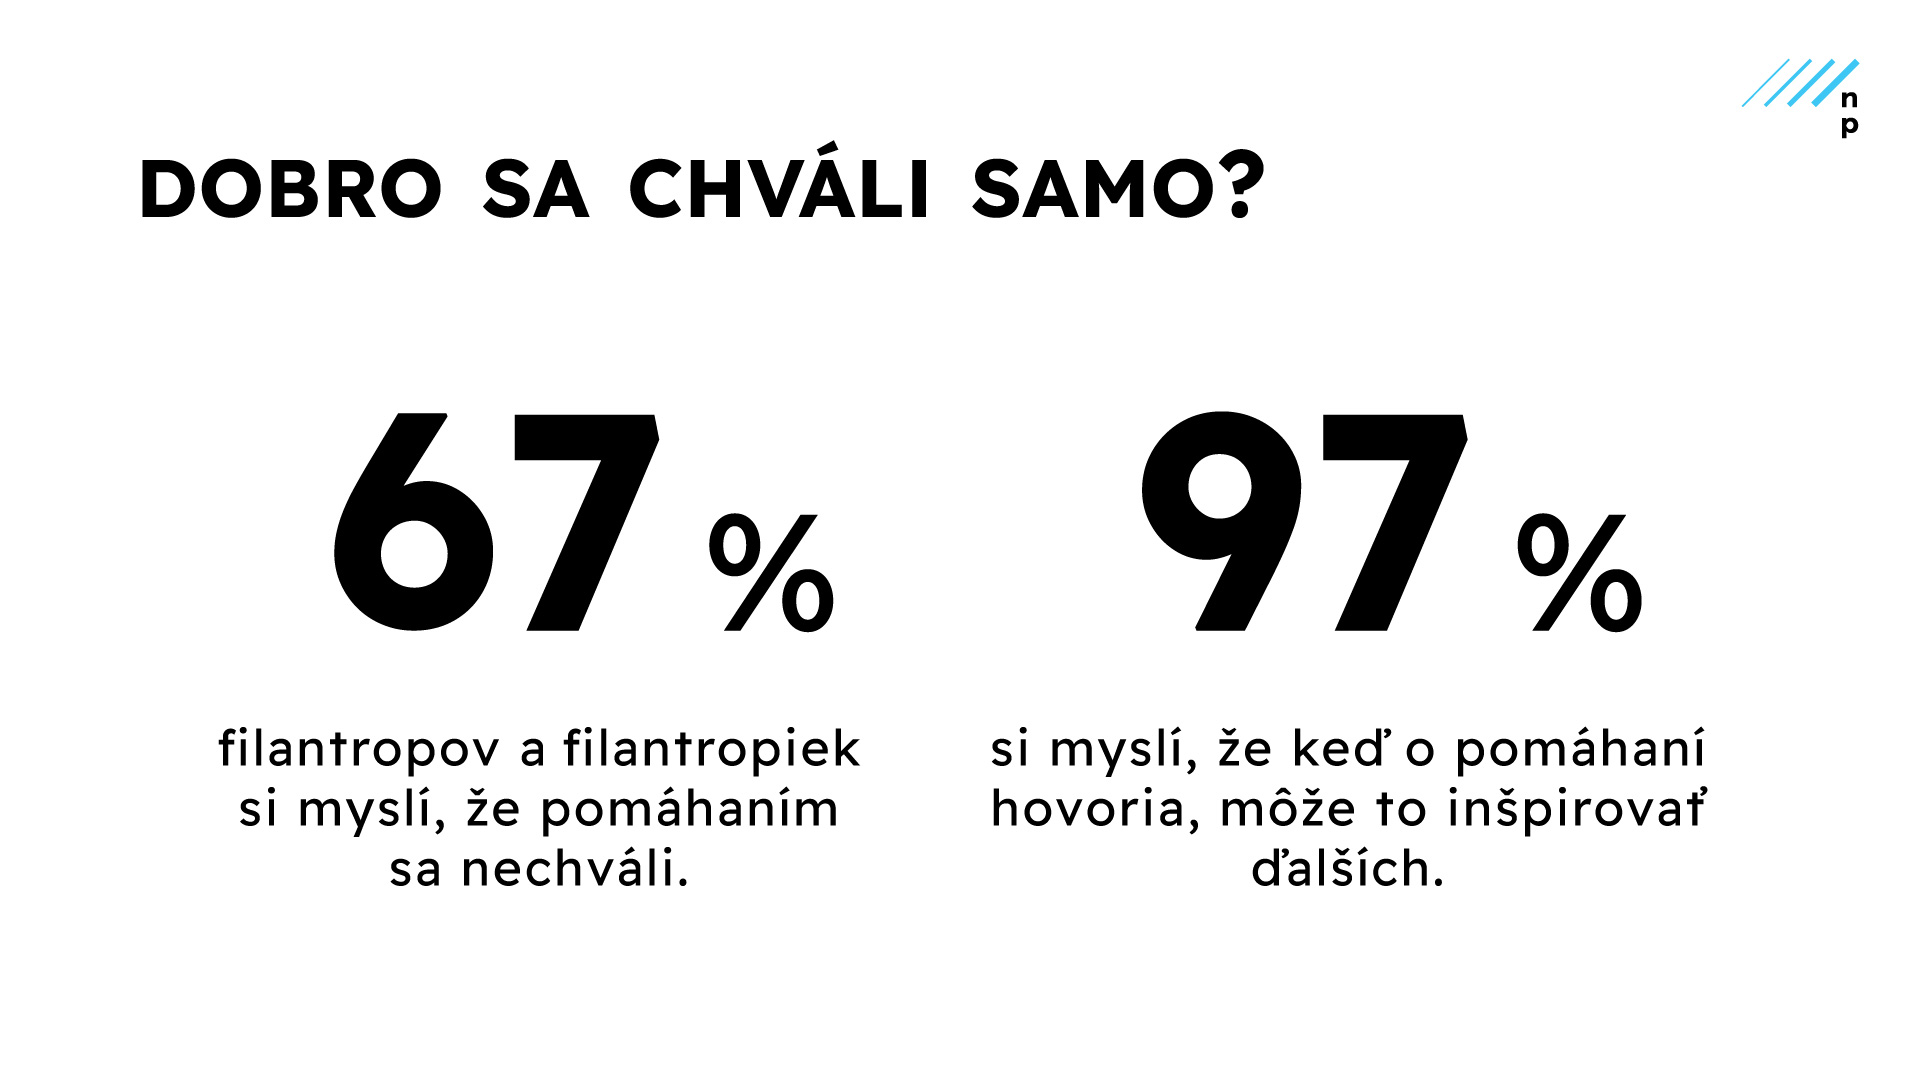 n
p
DOBRO SA CHVÁLI SAMO?
67 %
filantropov a filantropiek
si myslí, že pomáhaním
sa nechváli.
97 %
si myslí, že keď o pomáhaní
hovoria, môže to inšpirovať
ďalších.